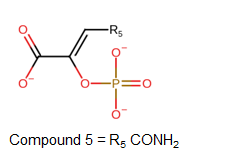 O
R₅
O⁻
O⁻
O
P
O
O⁻
Compound 5 = R₅ CONH₂